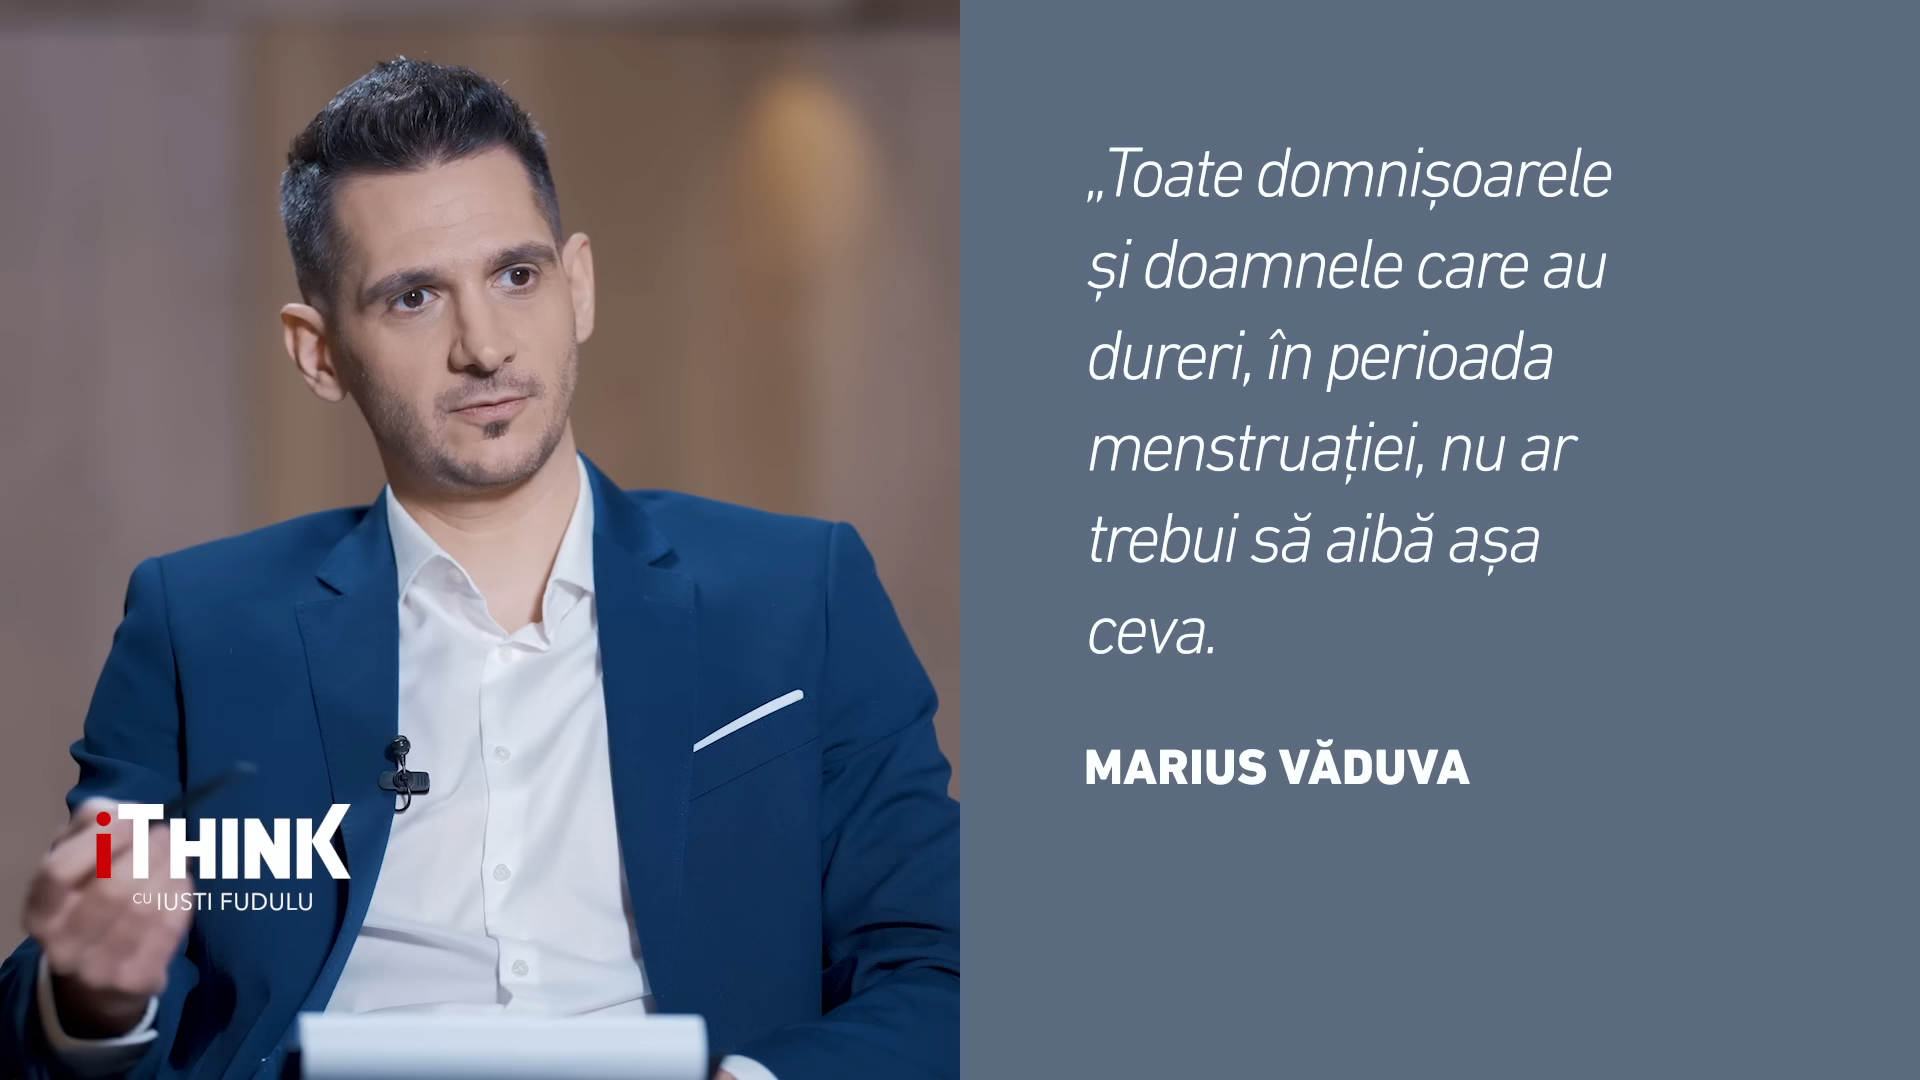 iTHINK
CU IUSTI FUDULU
„Toate domnișoarele
și doamnele care au
dureri, în perioada
menstruației, nu ar
trebui să aibă așa
ceva.
MARIUS VĂDUVA